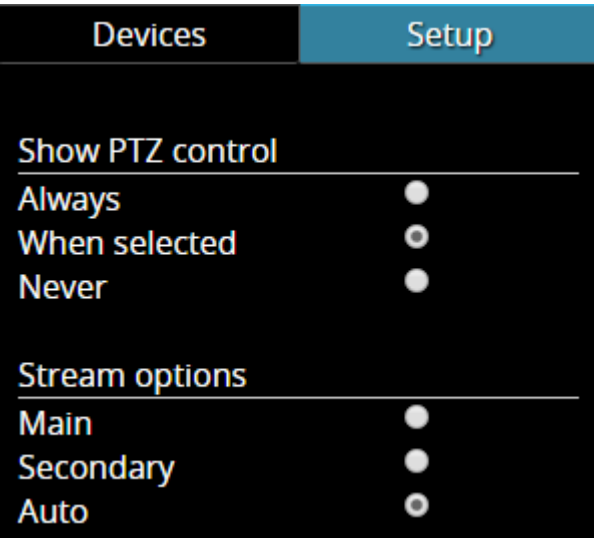 Devices Setup
Show PTZ control
Always
When selected
Never
Stream options
Main
Secondary
Auto